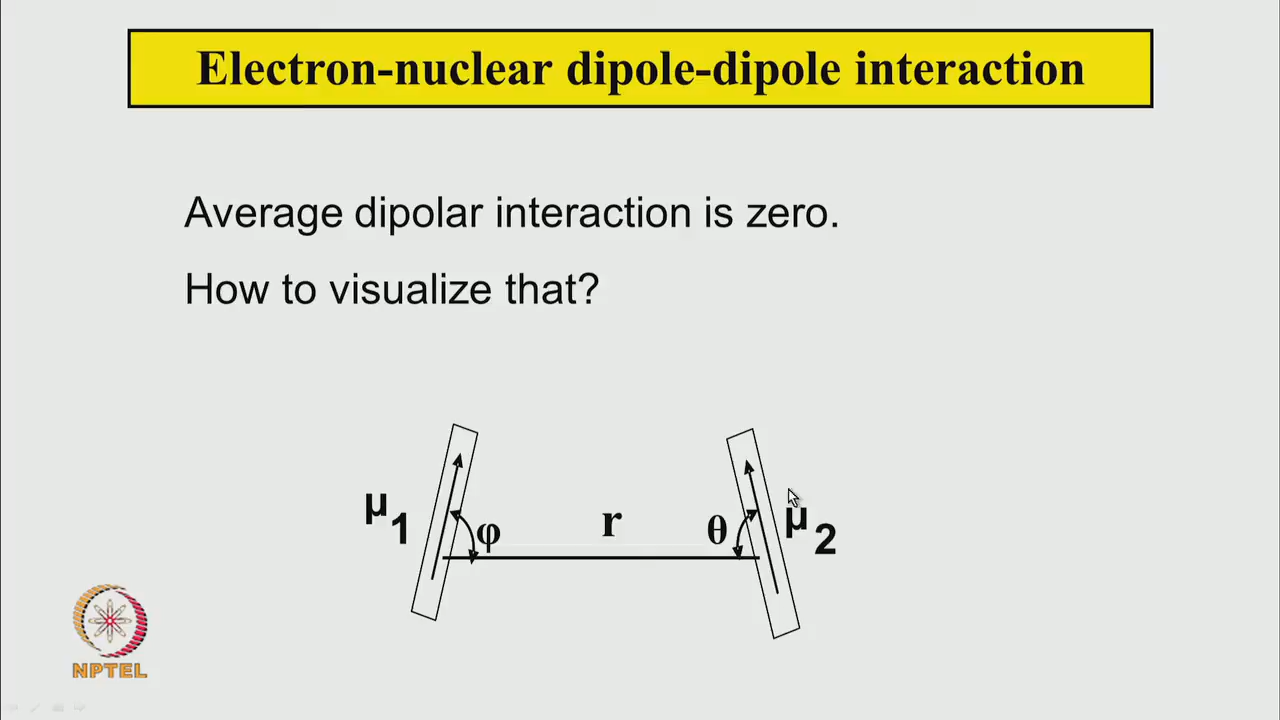 Electron-nuclear dipole-dipole interaction
Average dipolar interaction is zero.
How to visualize that?
μ1 φ r θ μ2
NPTEL